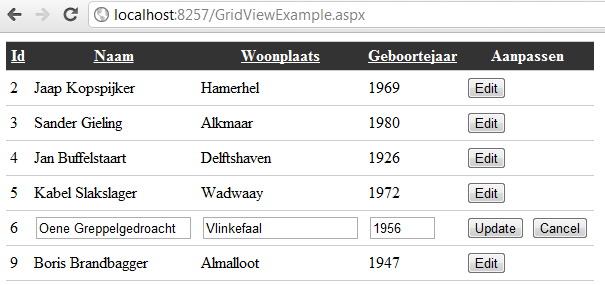 localhost:8257/GridViewExample.aspx
Id Naam Woonplaats Geboortejaar Aanpassen
2 Jaap Kopspijker Hamerhel 1969 Edit
3 Sander Gieling Alkmaar 1980 Edit
4 Jan Buffelstaart Delftshaven 1926 Edit
5 Kabel Slakslager Wadwaay 1972 Edit
6 Oene Greppelgedroacht Vlinkefaal 1956 Update Cancel
9 Boris Brandbagger Almalloot 1947 Edit